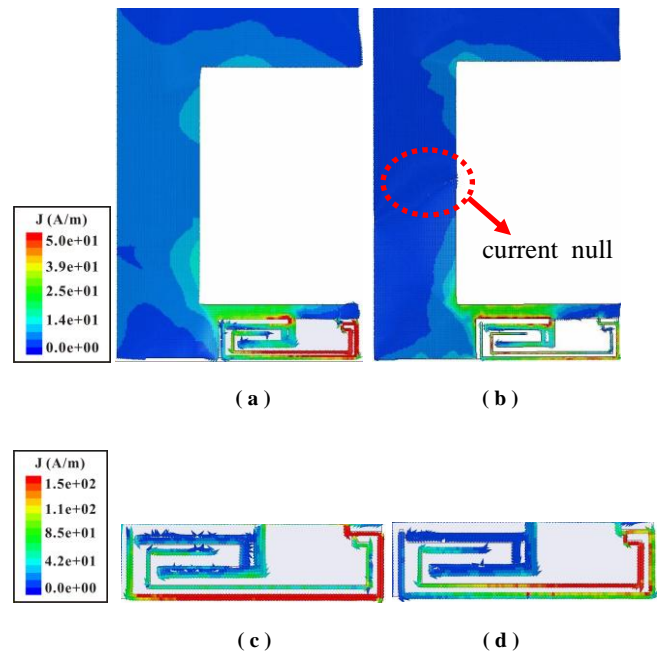 J (A/m)
5.0e+01
3.9e+01
2.5e+01
1.4e+01
0.0e+00
current null
( a )
( b )
J (A/m)
1.5e+02
1.1e+02
8.5e+01
4.2e+01
0.0e+00
( c )
( d )